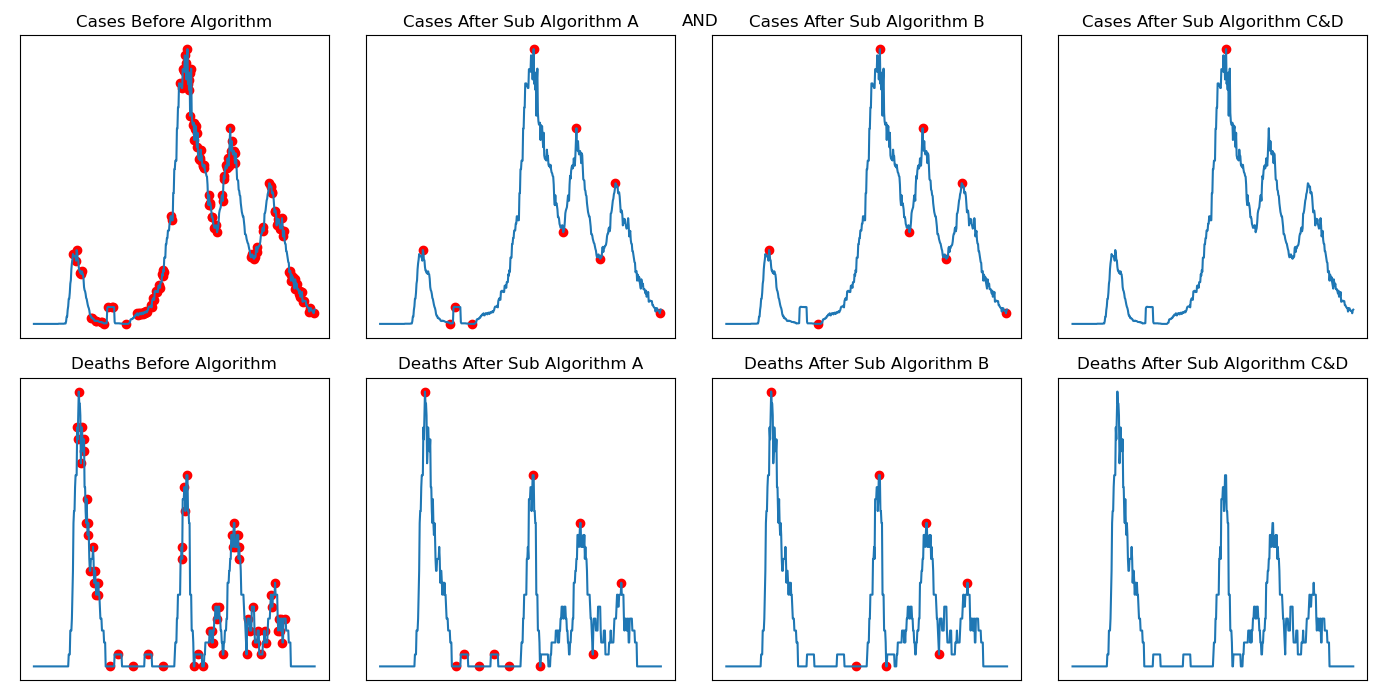 Cases Before Algorithm
Cases After Sub Algorithm A
AND
Cases After Sub Algorithm B
Cases After Sub Algorithm C&D
Deaths Before Algorithm
Deaths After Sub Algorithm A
Deaths After Sub Algorithm B
Deaths After Sub Algorithm C&D